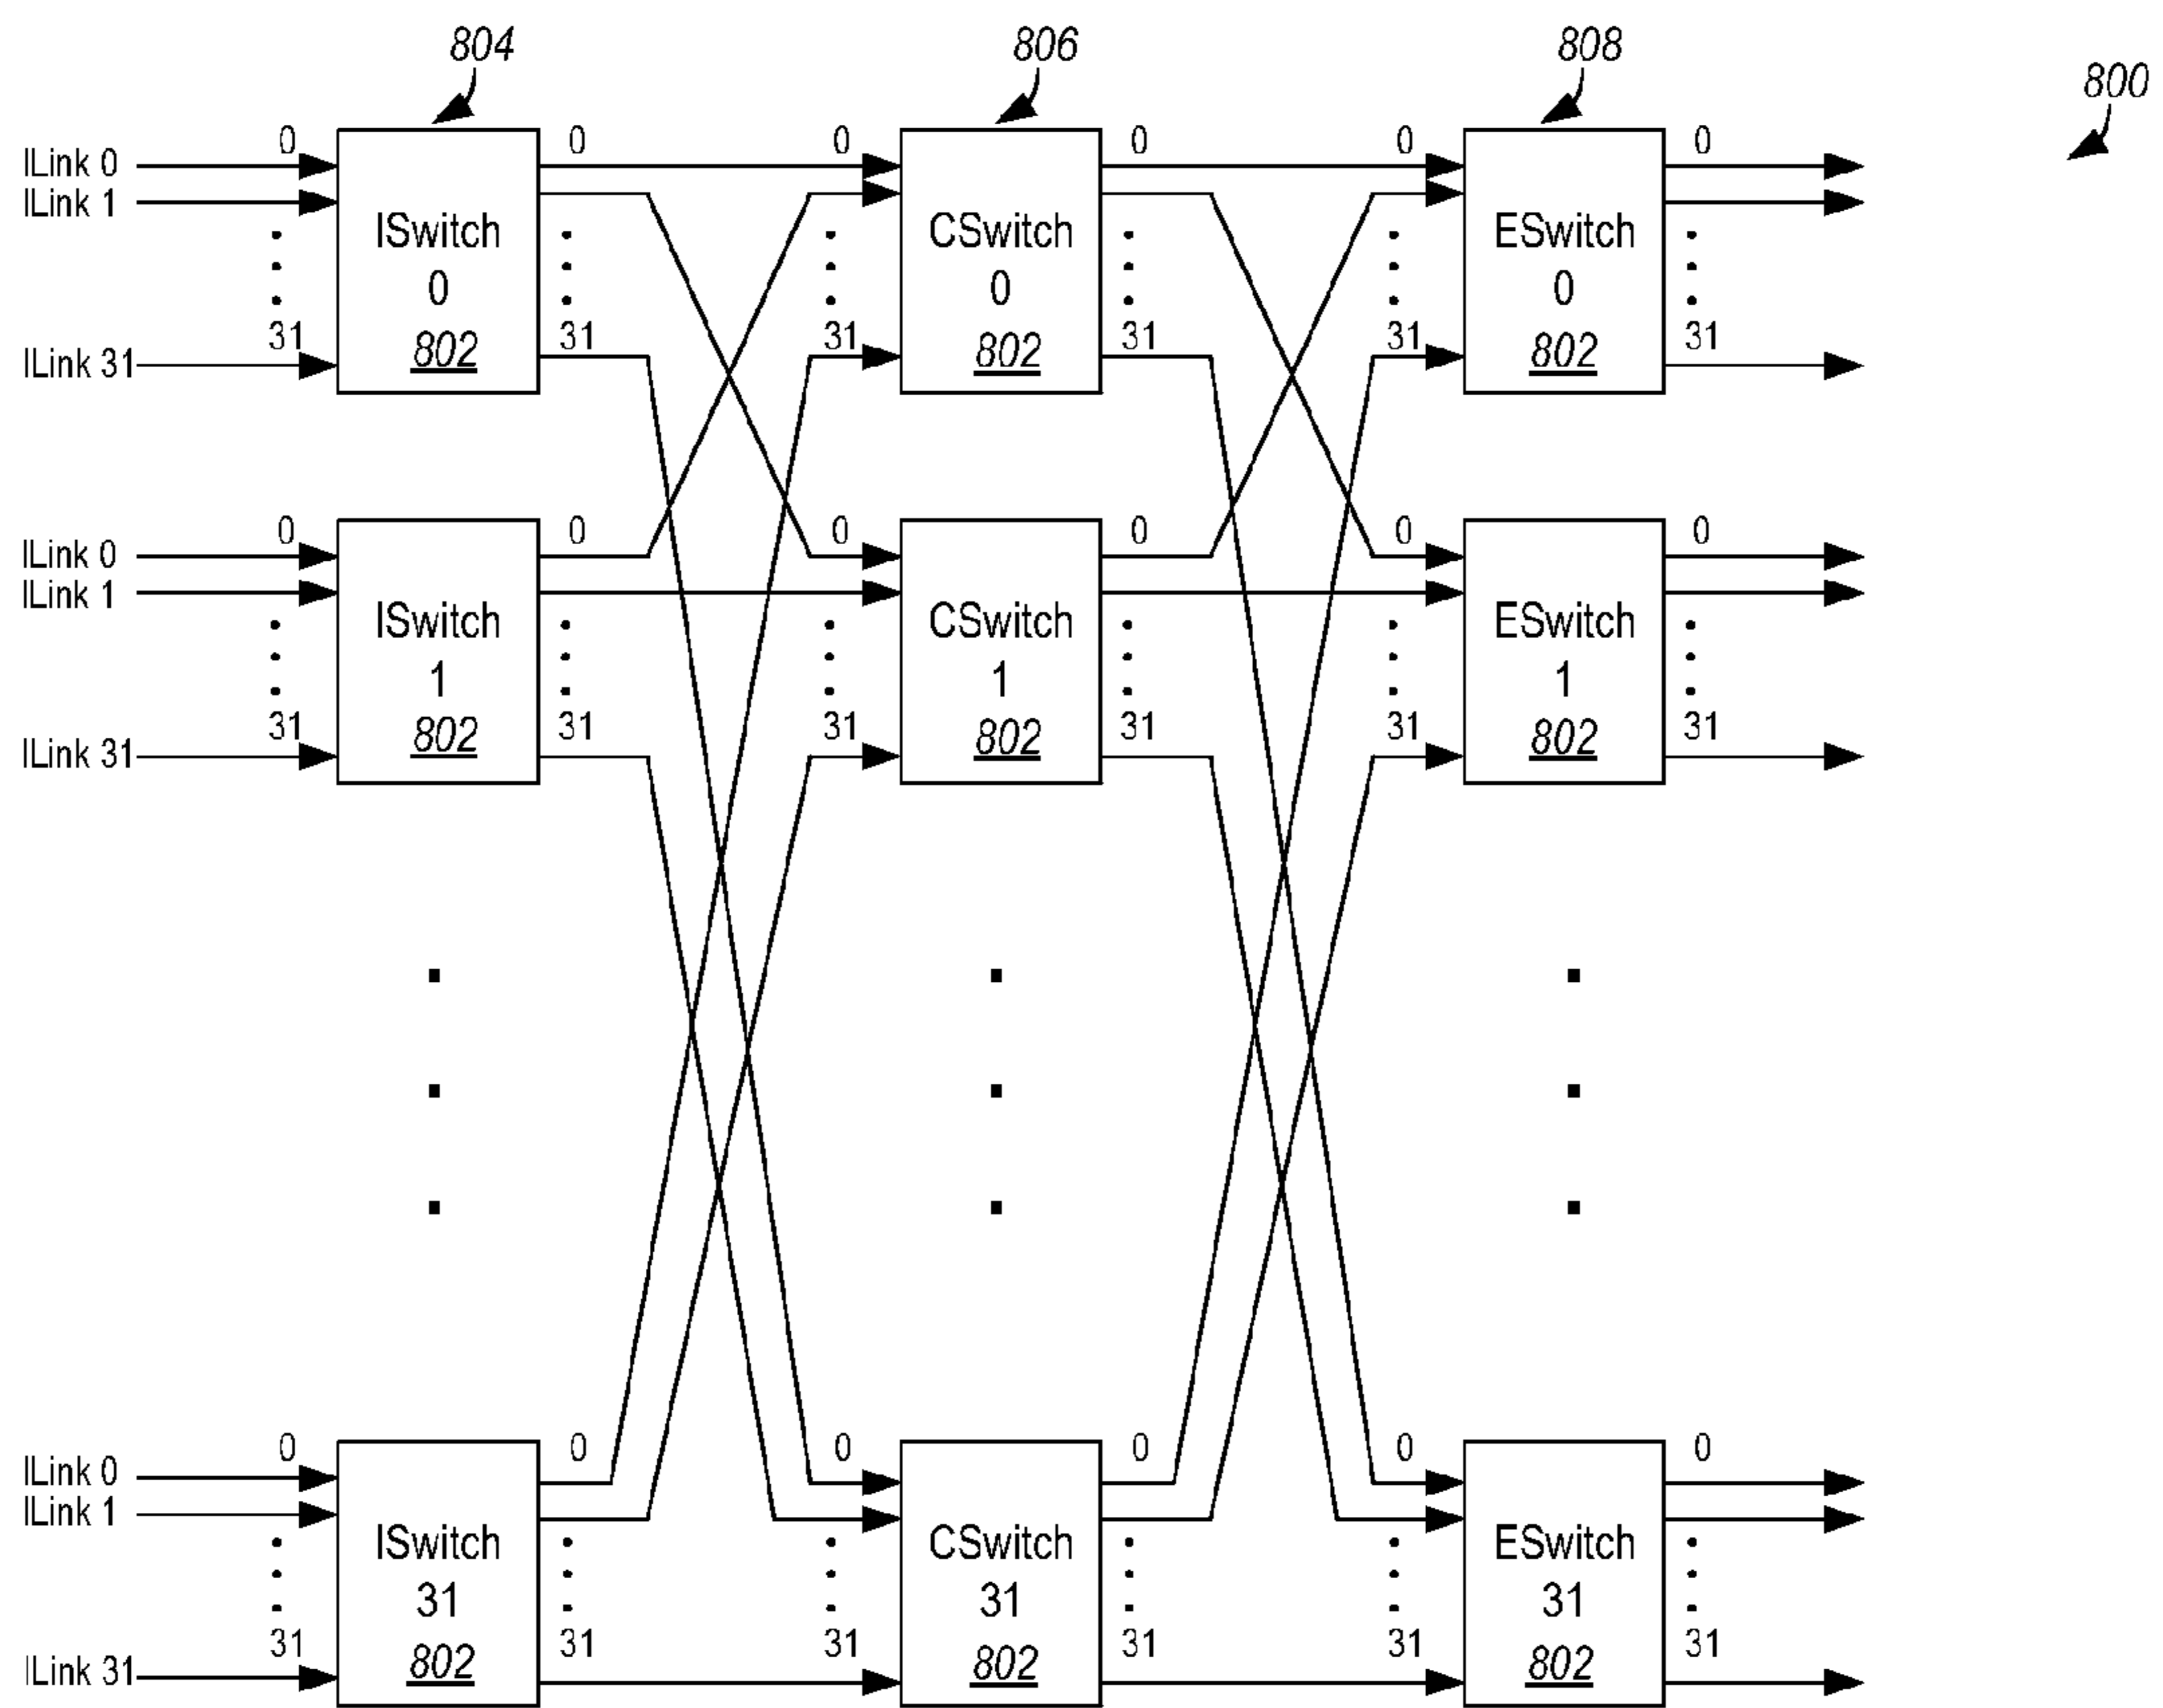 804 806 808
800
0 0 0 0 0 0
ILink 0
ILink 1
ISwitch CSwitch ESwitch
0 0 0
31 31 31 31 31 31
802 802 802
ILink 31
0 0 0 0 0 0
ILink 0
ILink 1
ISwitch CSwitch ESwitch
1 1 1
31 31 31 31 31 31
802 802 802
ILink 31
0 0 0 0 0 0
ILink 0
ILink 1
ISwitch CSwitch ESwitch
31 31 31
31 31 31 31 31 31
802 802 802
ILink 31